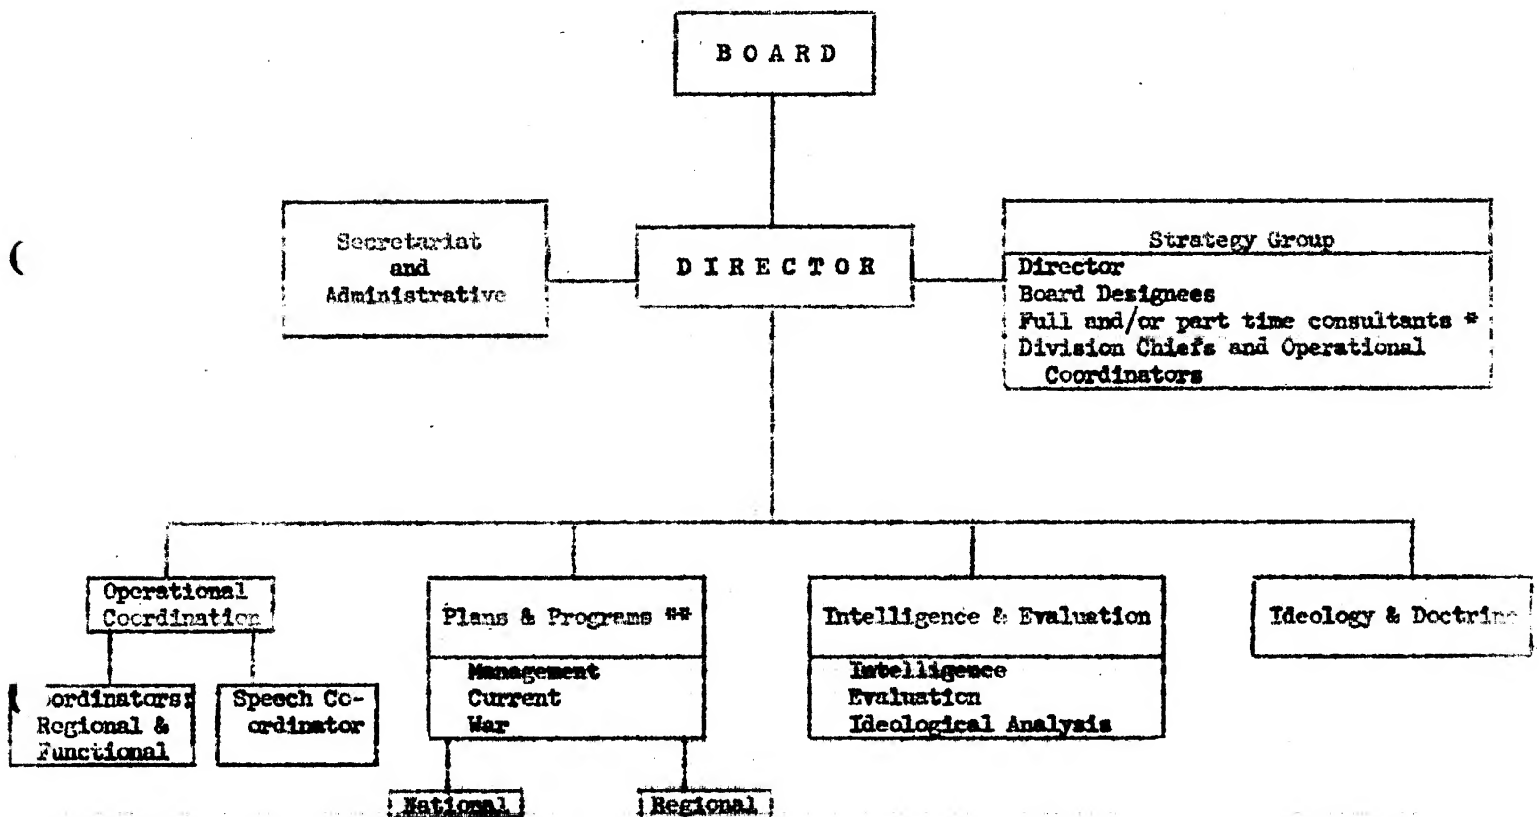 B O A R D
Secretariat
and
Administrative
D I R E C T O R
Strategy Group
Director
Board Designees
Full and/or part time consultants *
Division Chiefs and Operational
Coordinators
Operational
Coordination
Coordinators:
Regional &
Functional
Speech Co-
ordinator
Plans & Programs **
Management
Current
War
National
Regional
Intelligence & Evaluation
Intelligence
Evaluation
Ideological Analysis
Ideology & Doctrine